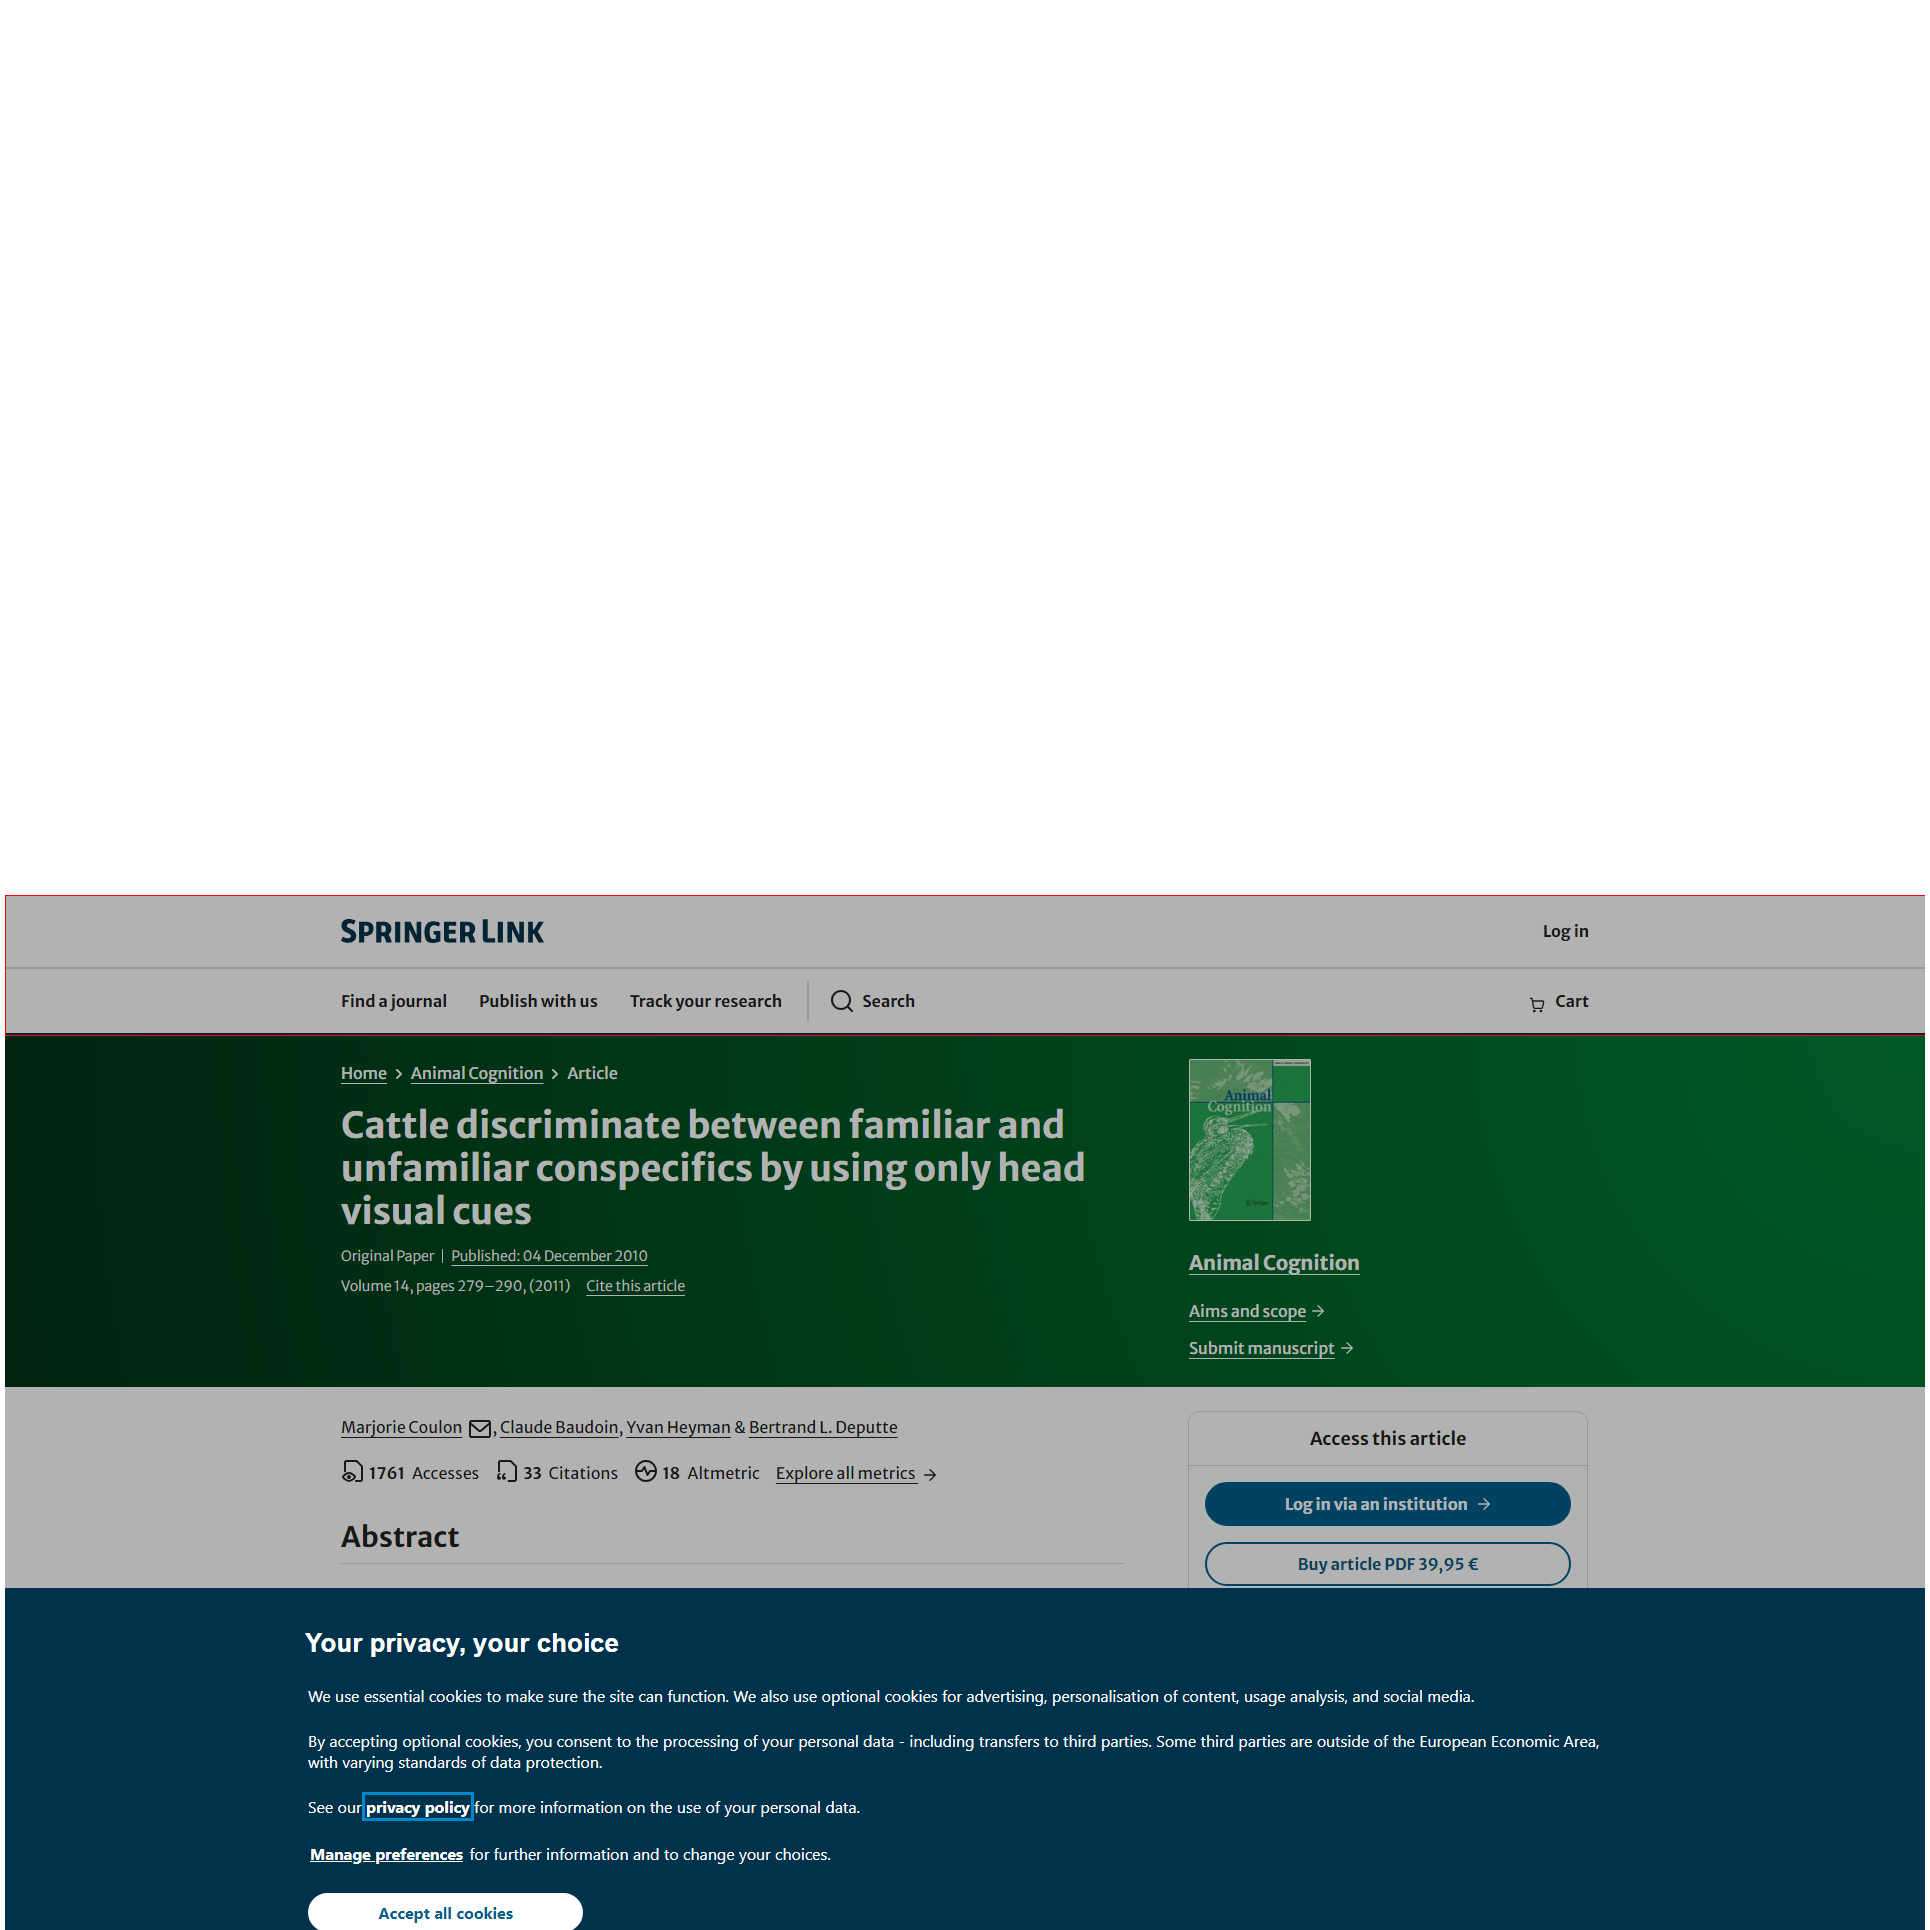 SPRINGER LINK
Log in
Find a journal Publish with us Track your research Search
Cart
Home > Animal Cognition > Article
Cattle discriminate between familiar and
unfamiliar conspecifics by using only head
visual cues
Original Paper | Published: 04 December 2010
Volume 14, pages 279–290, (2011) Cite this article
Animal
Cognition
Animal Cognition
Aims and scope →
Submit manuscript →
Marjorie Coulon, Claude Baudoin, Yvan Heyman & Bertrand L. Deputte
1761 Accesses 33 Citations 18 Altmetric Explore all metrics →
Abstract
Access this article
Log in via an institution →
Buy article PDF 39,95 €
Your privacy, your choice
We use essential cookies to make sure the site can function. We also use optional cookies for advertising, personalisation of content, usage analysis, and social media.
By accepting optional cookies, you consent to the processing of your personal data - including transfers to third parties. Some third parties are outside of the European Economic Area,
with varying standards of data protection.
See our privacy policy for more information on the use of your personal data.
Manage preferences for further information and to change your choices.
Accept all cookies